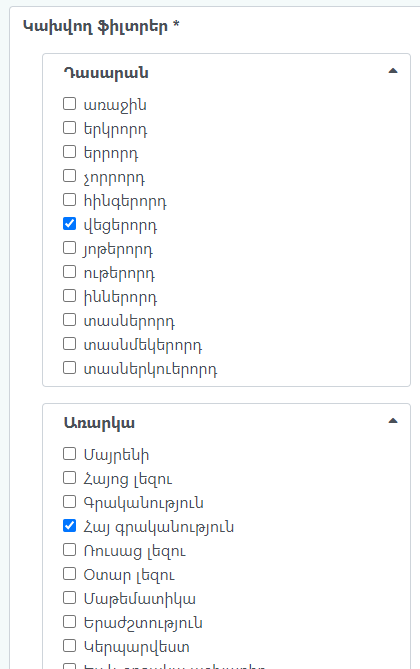 Կախվող ֆիլտրեր *
Դասարան
առաջին
երկրորդ
երրորդ
չորրորդ
հինգերորդ
վեցերորդ
յոթերորդ
ութերորդ
իններորդ
տասներորդ
տասնմեկերորդ
տասներկուերորդ
Առարկա
Մայրենի
Հայոց լեզու
Գրականություն
Հայ գրականություն
Ռուսաց լեզու
Օտար լեզու
Մաթեմատիկա
Երաժշտություն
Կերպարվեստ